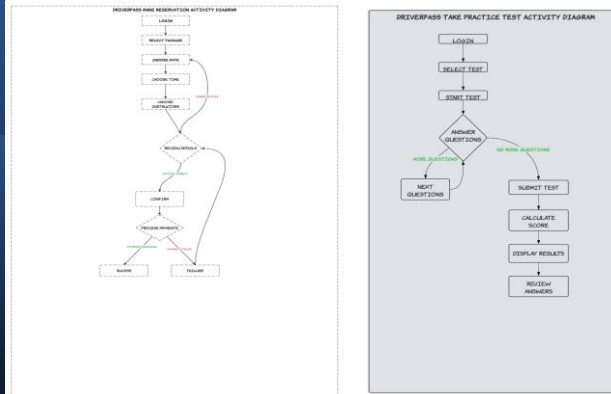 DRIVERPASS MAKE RESERVATION ACTIVITY DIAGRAM
LOGIN
SELECT PACKAGE
CHOOSE DATE
CHOOSE TIME
CHOOSE
INSTRUCTOR
REVIEW DETAILS
CONFIRM
PROCESS PAYMENT
SUCCESS
FAILURE
DRIVERPASS TAKE PRACTICE TEST ACTIVITY DIAGRAM
LOGIN
SELECT TEST
START TEST
ANSWER
QUESTIONS
MORE QUESTIONS
NO MORE QUESTIONS
NEXT
QUESTIONS
SUBMIT TEST
CALCULATE
SCORE
DISPLAY RESULTS
REVIEW
ANSWERS